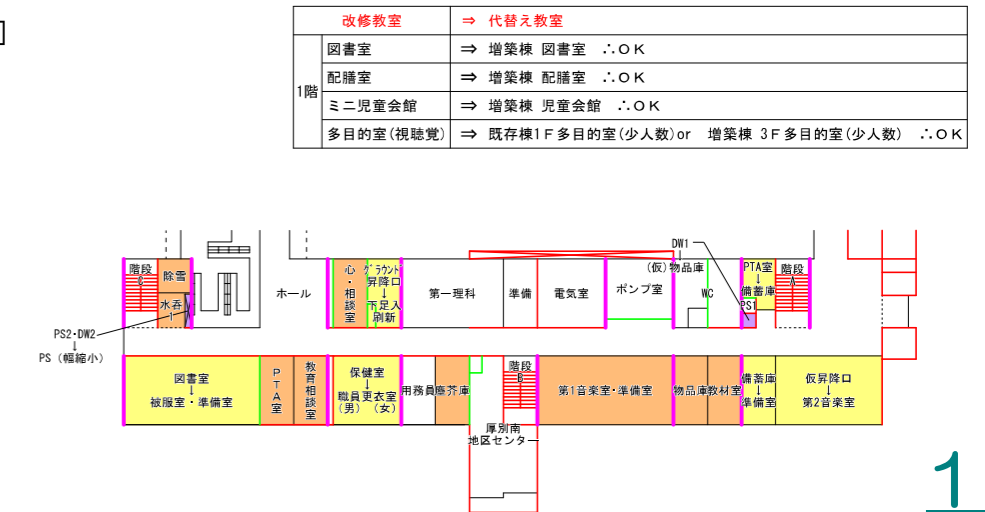 ]
改修教室 ⇒ 代替え教室
1階
図書室 ⇒ 増築棟 図書室 ∴ＯＫ
配膳室 ⇒ 増築棟 配膳室 ∴ＯＫ
ミニ児童会館 ⇒ 増築棟 児童会館 ∴ＯＫ
多目的室(視聴覚) ⇒ 既存棟1Ｆ多目的室(少人数)or 増築棟 3Ｆ多目的室(少人数) ∴ＯＫ
階段
C
除雪
水呑
1
PS2・DW2
↓
PS（幅縮小）
ホール
心
・
相
談
室
グラウンド
昇降口
↓
下足入
刷新
第一理科
準備
電気室
ポンプ室
(仮)物品庫
WC
DW1
PTA室
↓
備蓄庫
PS1
階段
A
図書室
↓
被服室・準備室
P
T
A
室
教
育
相
談
室
保健室
↓
職員更衣室
(男) (女)
用務員
塵芥庫
階段
B
厚別南
地区センター
第1音楽室・準備室
物品庫
教材室
備蓄庫
↓
準備室
仮昇降口
↓
第2音楽室
1